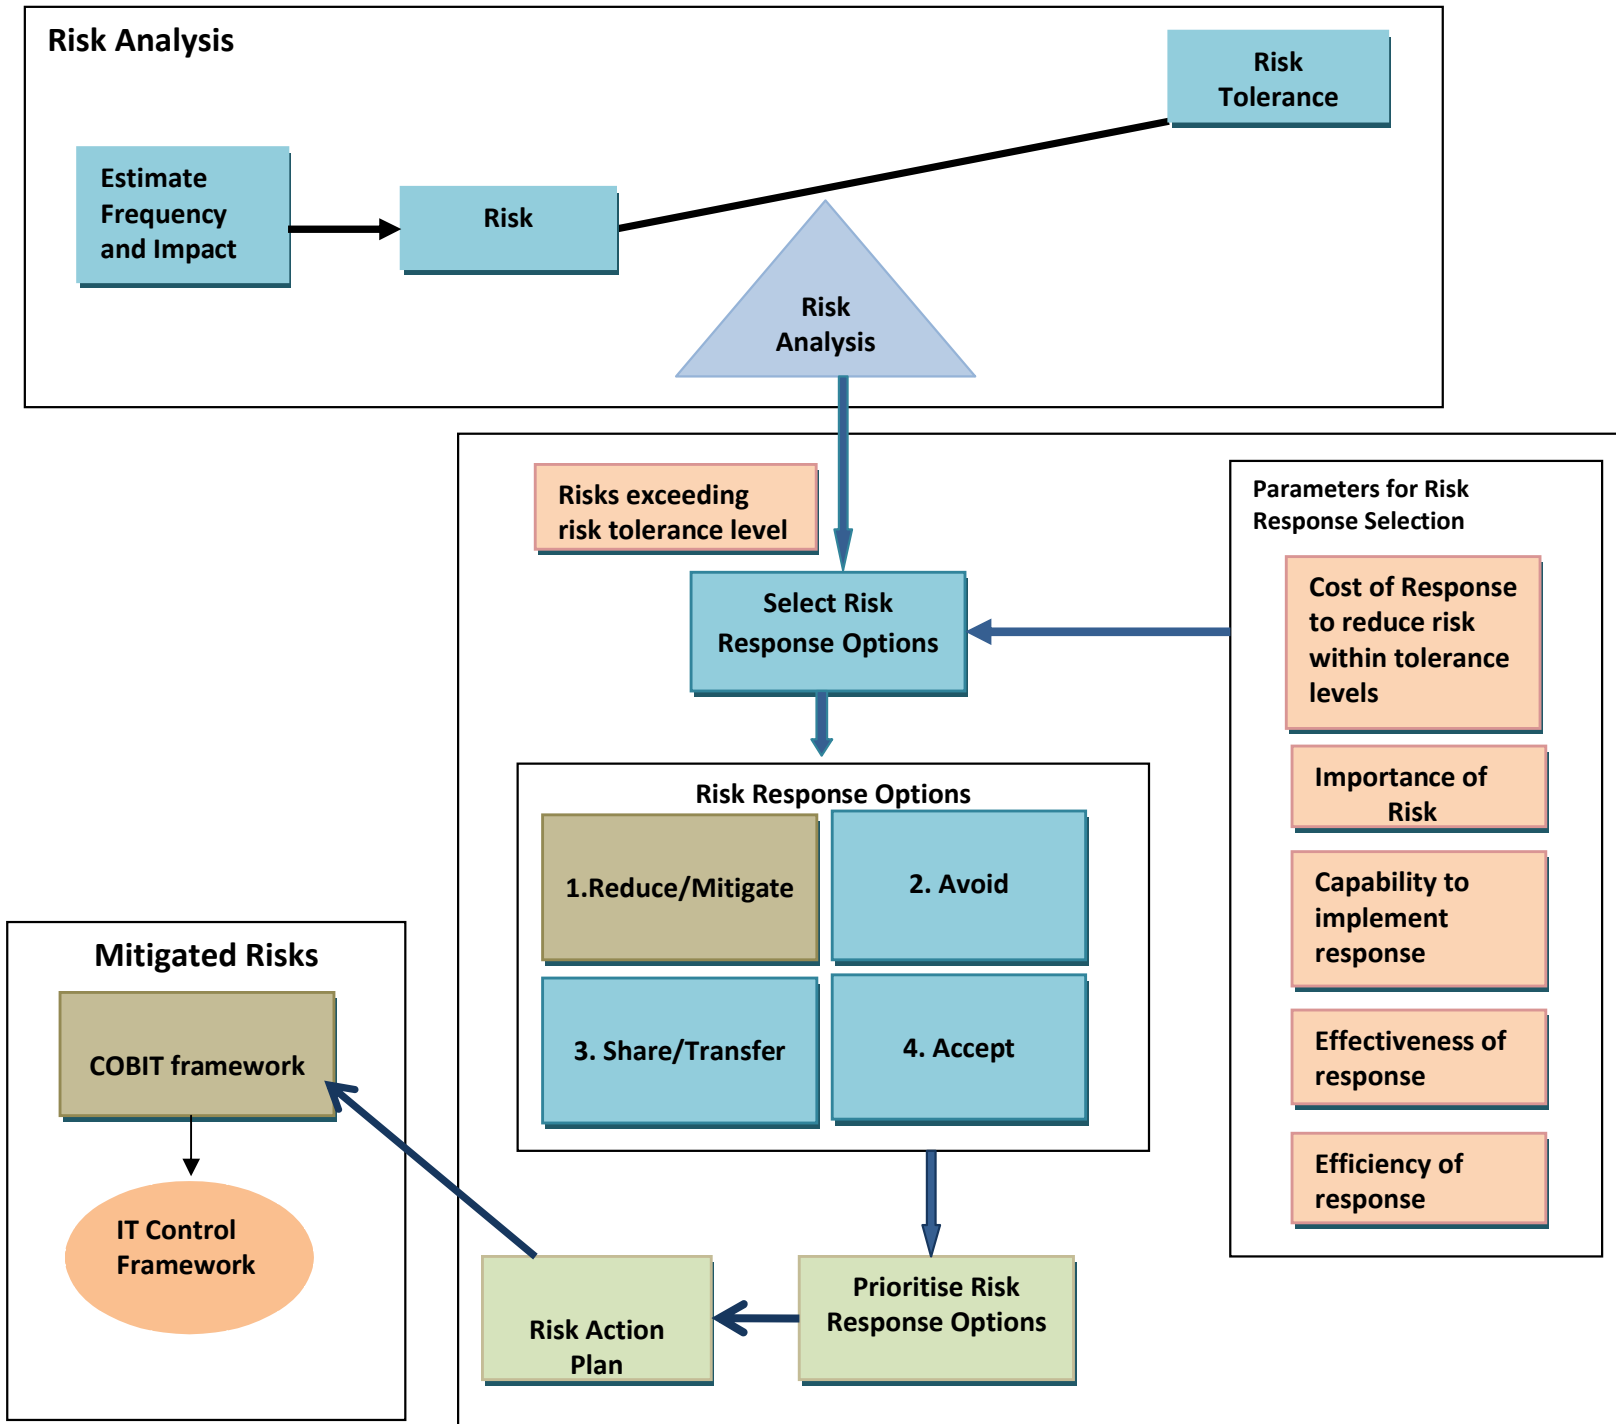 Risk Analysis
Risk
Tolerance
Estimate
Frequency
and Impact
Risk
Risk
Analysis
Risks exceeding
risk tolerance level
Parameters for Risk
Response Selection
Select Risk
Response Options
Cost of Response
to reduce risk
within tolerance
levels
Importance of
Risk
Capability to
implement
response
Effectiveness of
response
Efficiency of
response
Risk Response Options
1.Reduce/Mitigate
2. Avoid
3. Share/Transfer
4. Accept
Mitigated Risks
COBIT framework
IT Control
Framework
Risk Action
Plan
Prioritise Risk
Response Options